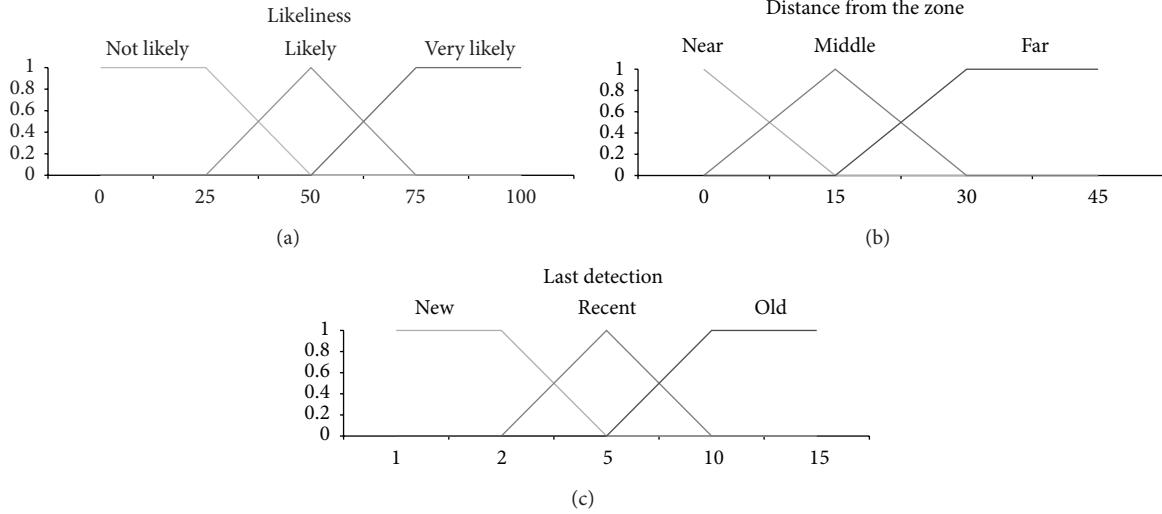 Likeliness
Not likely Likely Very likely
1
0.8
0.6
0.4
0.2
0
0 25 50 75 100
(a)
Distance from the zone
Near Middle Far
1
0.8
0.6
0.4
0.2
0
0 15 30 45
(b)
Last detection
New Recent Old
1
0.8
0.6
0.4
0.2
0
1 2 5 10 15
(c)